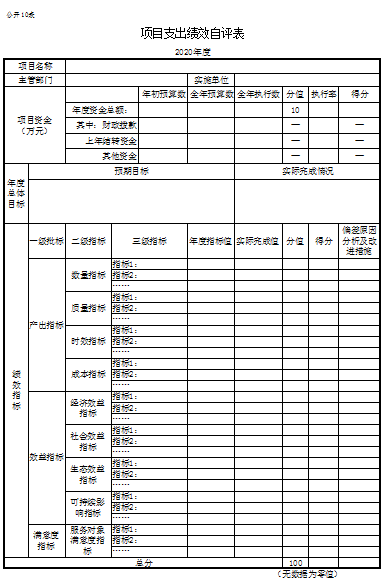 公开10表
项目支出绩效自评表
2020年度
项目名称
主管部门 实施单位
项目资金（万元） 年初预算数 全年预算数 全年执行数 分值 执行率 得分
年度资金总额： 10
其中：财政拨款 — —
上年结转资金 — —
其他资金 — —
年度总体目标 预期目标 实际完成情况
绩效指标 一级指标 二级指标 三级指标 年度指标值 实际完成值 分值 得分 偏差原因分析及改进措施
产出指标 数量指标 指标1：
指标2：
……
质量指标 指标1：
指标2：
……
时效指标 指标1：
指标2：
……
成本指标 指标1：
指标2：
……
效益指标 经济效益指标 指标1：
指标2：
……
社会效益指标 指标1：
指标2：
……
生态效益指标 指标1：
指标2：
……
可持续影响指标 指标1：
指标2：
……
满意度指标 服务对象满意度指标 指标1：
指标2：
……
总分 100
（无数据为零位）